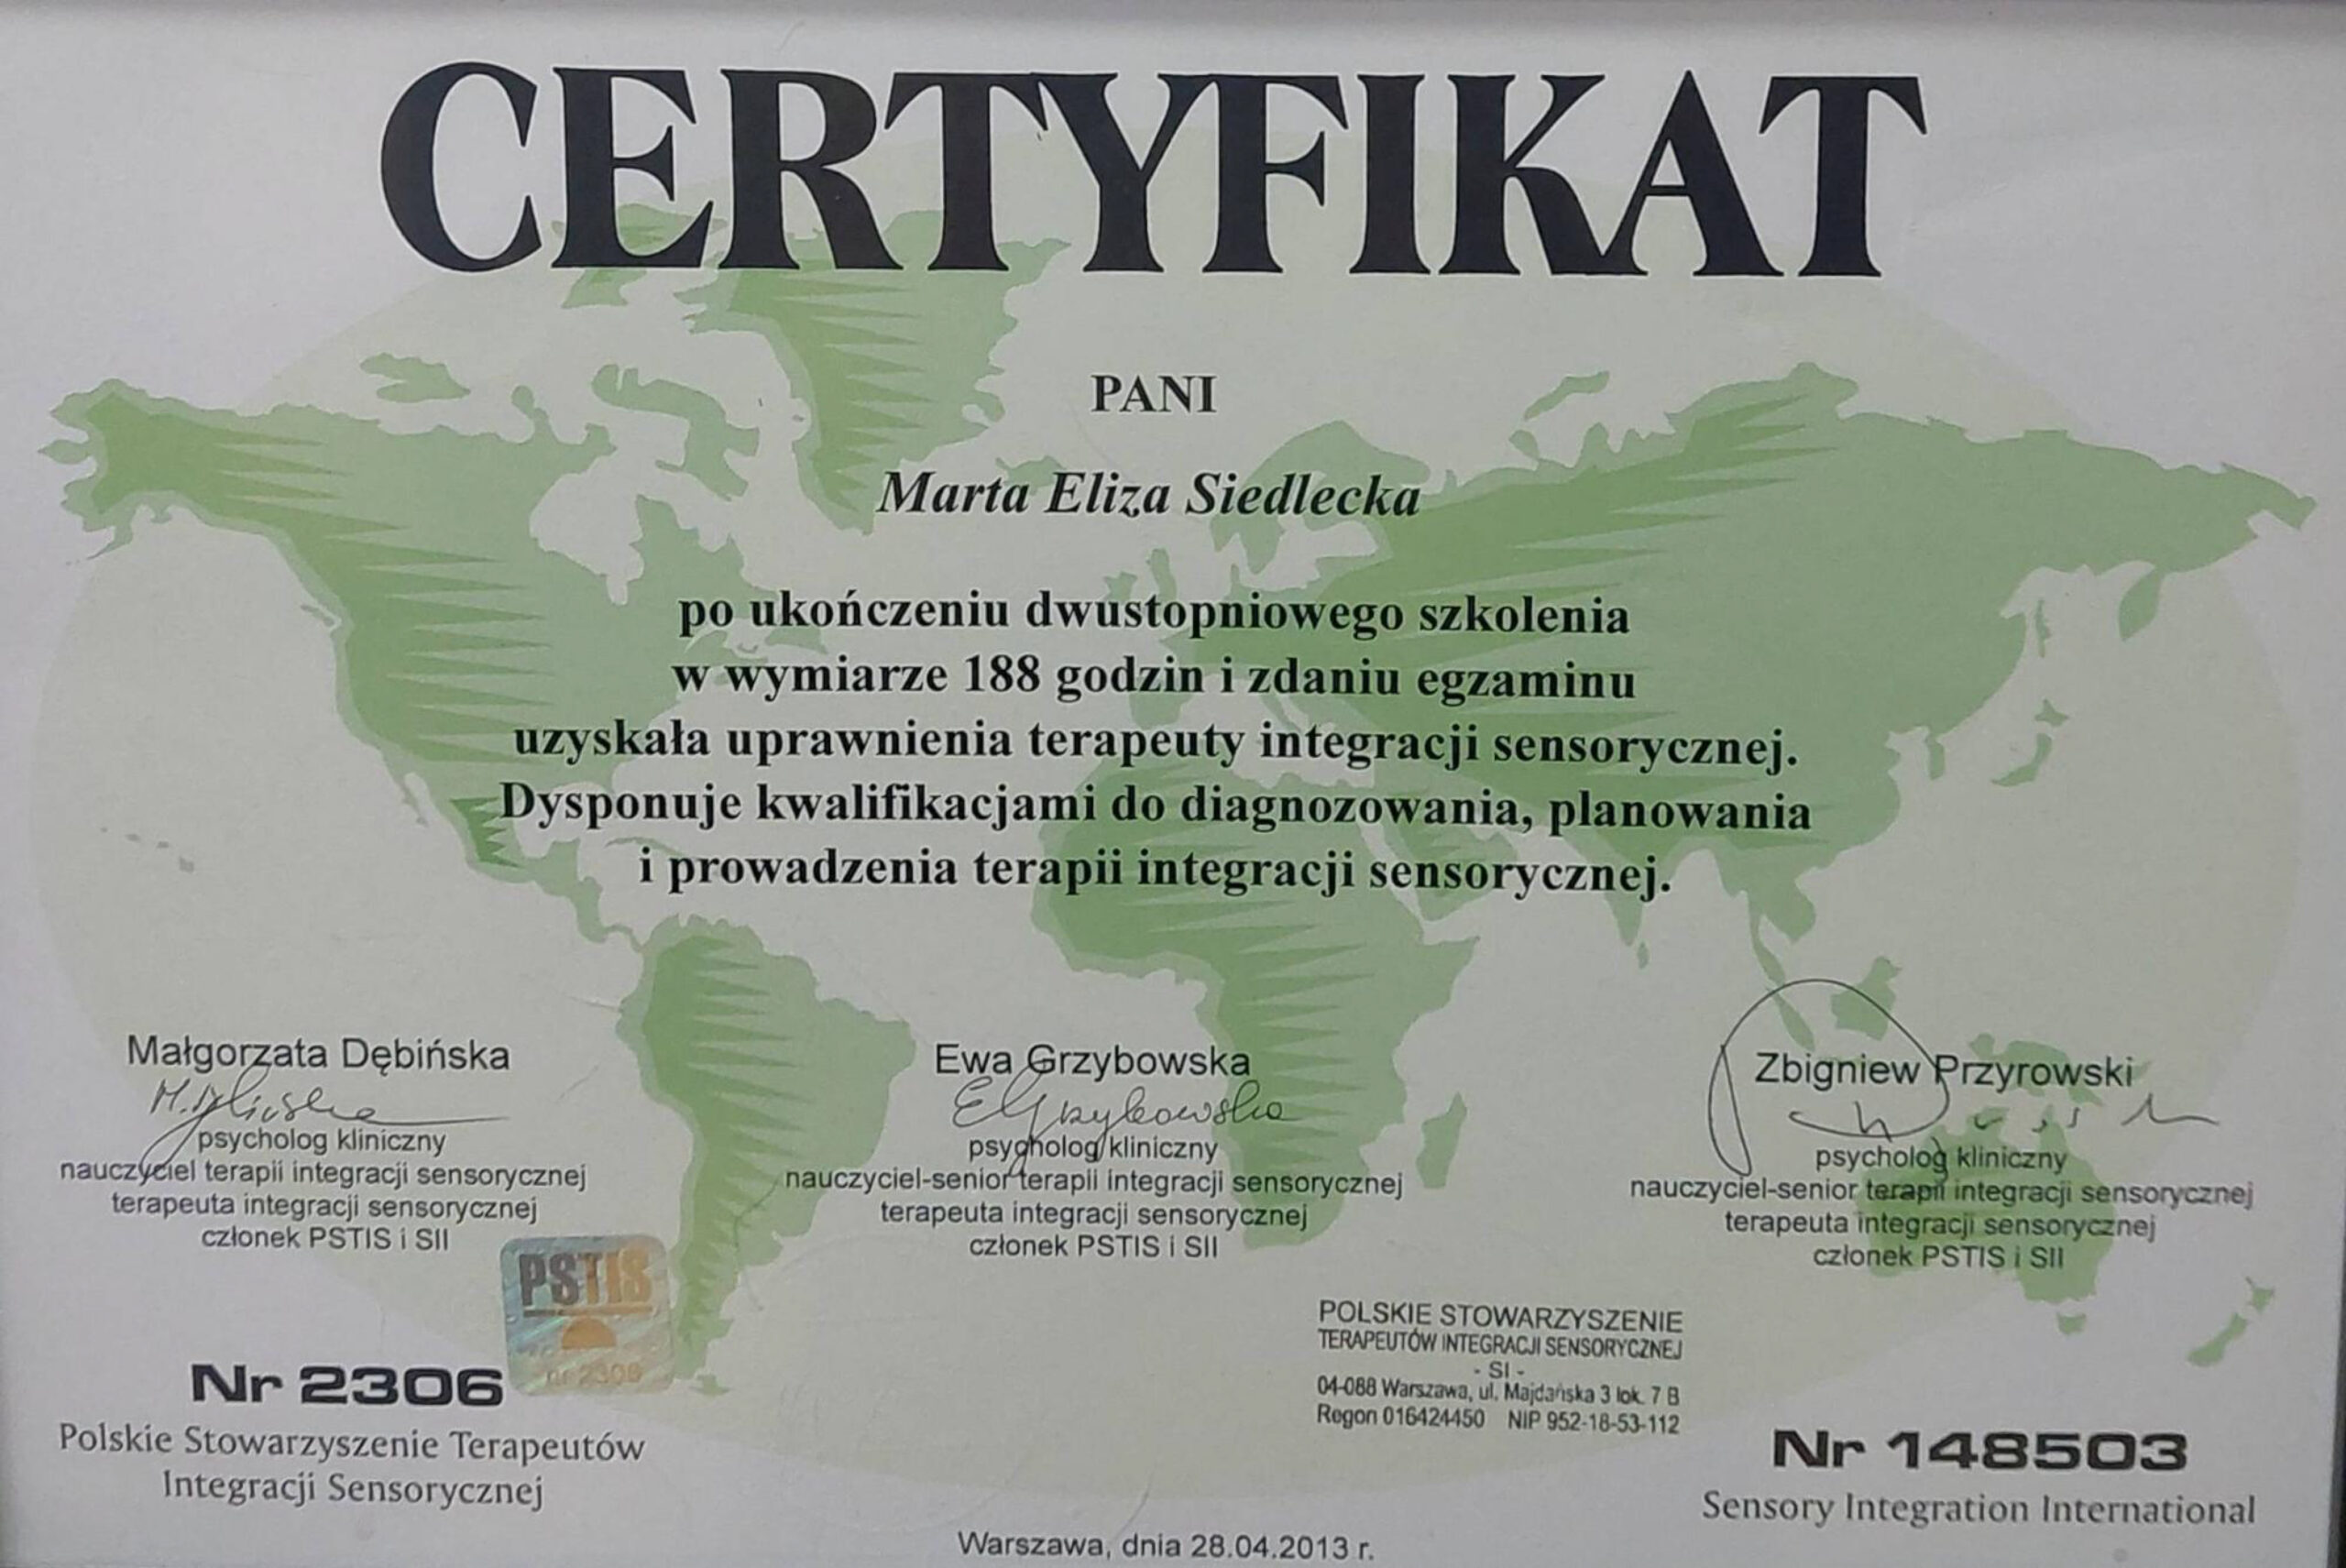 CERTYFIKAT
PANI
Marta Eliza Siedlecka
po ukończeniu dwustopniowego szkolenia
w wymiarze 188 godzin i zdaniu egzaminu
uzyskała uprawnienia terapeuty integracji sensorycznej.
Dysponuje kwalifikacjami do diagnozowania, planowania
i prowadzenia terapii integracji sensorycznej.
Małgorzata Dębińska
psycholog kliniczny
nauczyciel terapii integracji sensorycznej
terapeuta integracji sensorycznej
członek PSTIS i SII
Ewa Grzybowska
EGrzybowska
psycholog kliniczny
nauczyciel-senior terapii integracji sensorycznej
terapeuta integracji sensorycznej
członek PSTIS i SII
Zbigniew Przyrowski
psycholog kliniczny
nauczyciel-senior terapii integracji sensorycznej
terapeuta integracji sensorycznej
członek PSTIS i SII
PSTIS
nr 2306
Nr 2306
Polskie Stowarzyszenie Terapeutów
Integracji Sensorycznej
POLSKIE STOWARZYSZENIE
TERAPEUTÓW INTEGRACJI SENSORYCZNEJ
- SI -
04-088 Warszawa, ul. Majdańska 3 lok. 7 B
Regon 016424450 NIP 952-18-53-112
Nr 148503
Sensory Integration International
Warszawa, dnia 28.04.2013 r.